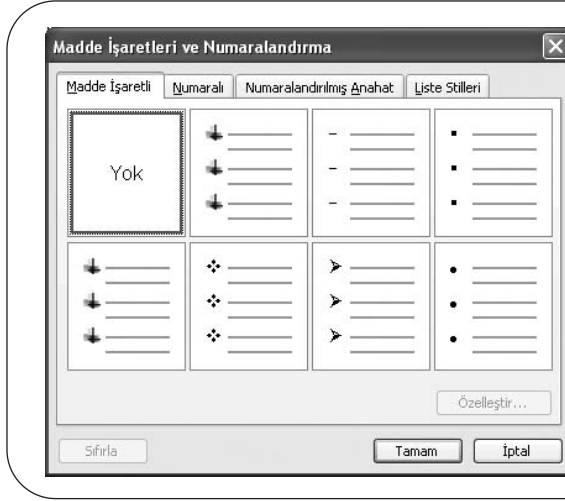 Madde İşaretleri ve Numaralandırma
Madde İşaretli Numaralı Numaralandırılmış Anahat Liste Stilleri
Yok
Özelleştir...
Sıfırla Tamam İptal